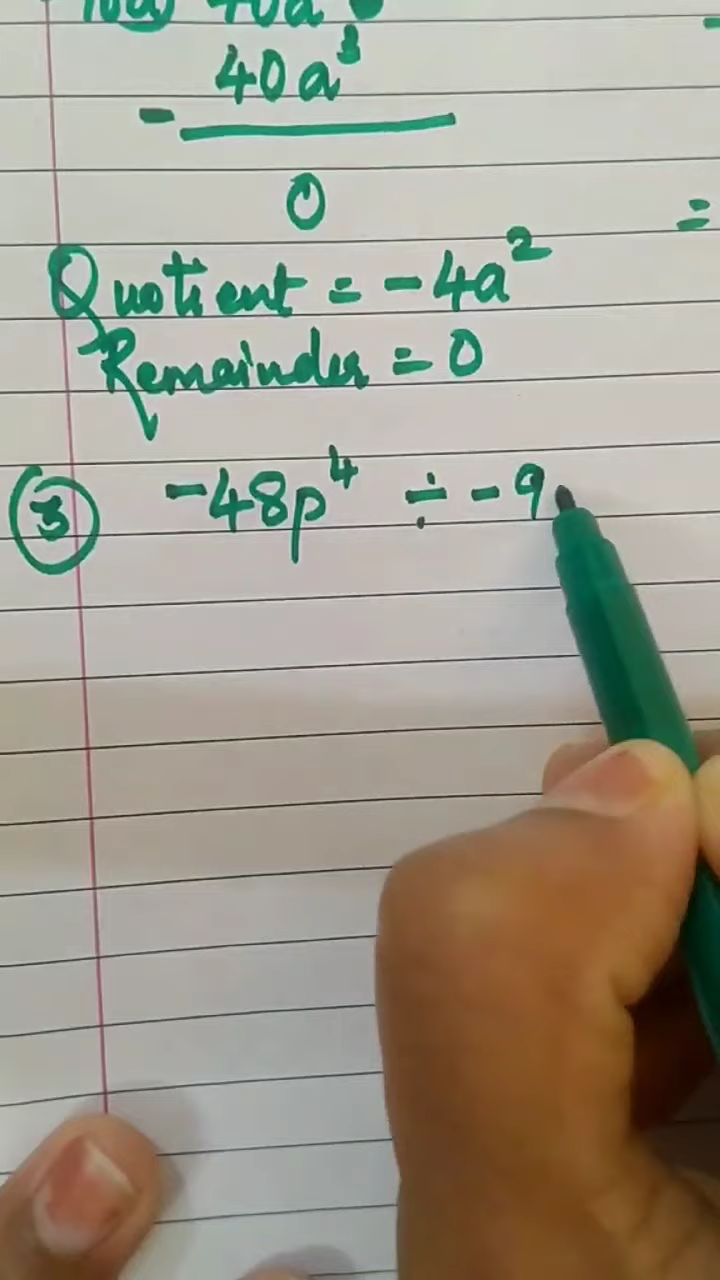 40a³
-
0
=
Quotient = -4a²
Remainder = 0
③ -48p⁴ ÷ -9